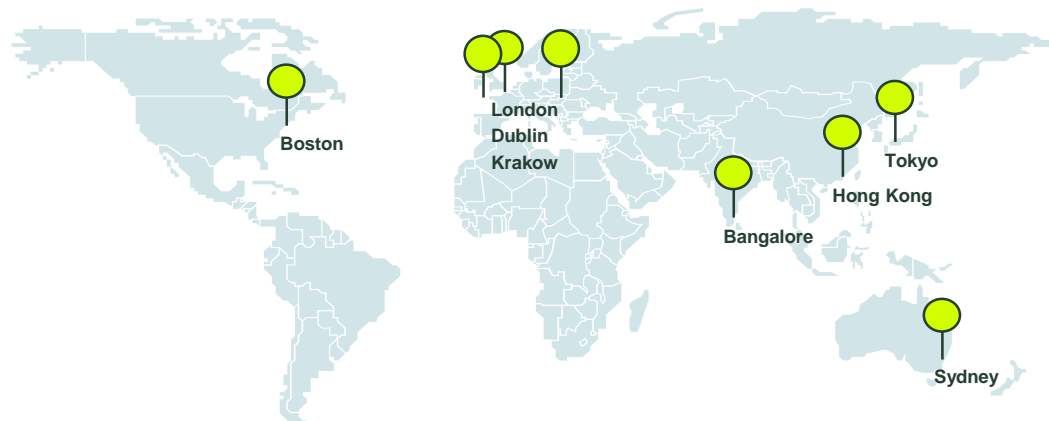 London
Dublin
Krakow
Boston
Tokyo
Hong Kong
Bangalore
Sydney